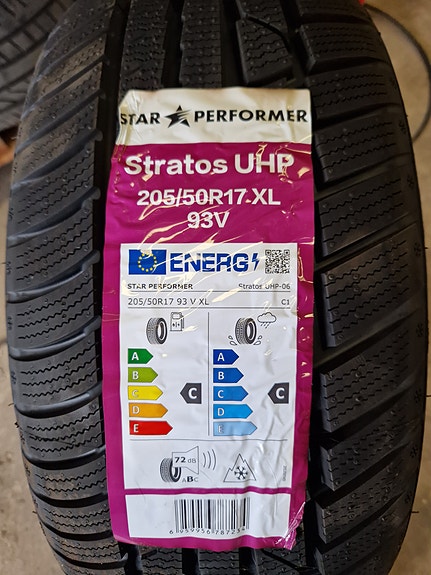 STAR PERFORMER
Stratos UHP
205/50R17 XL
93V
ENERG
STAR PERFORMER Stratos UHP-06
205/50R17 93 V XL C1
A A
B B
C C C C
D D
E E
72 dB
ABC